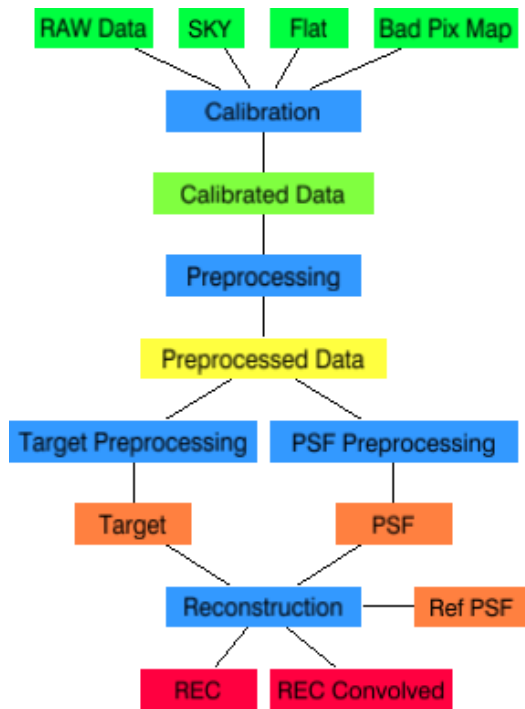 RAW Data
SKY
Flat
Bad Pix Map
Calibration
Calibrated Data
Preprocessing
Preprocessed Data
Target Preprocessing
PSF Preprocessing
Target
PSF
Reconstruction
Ref PSF
REC
REC Convolved